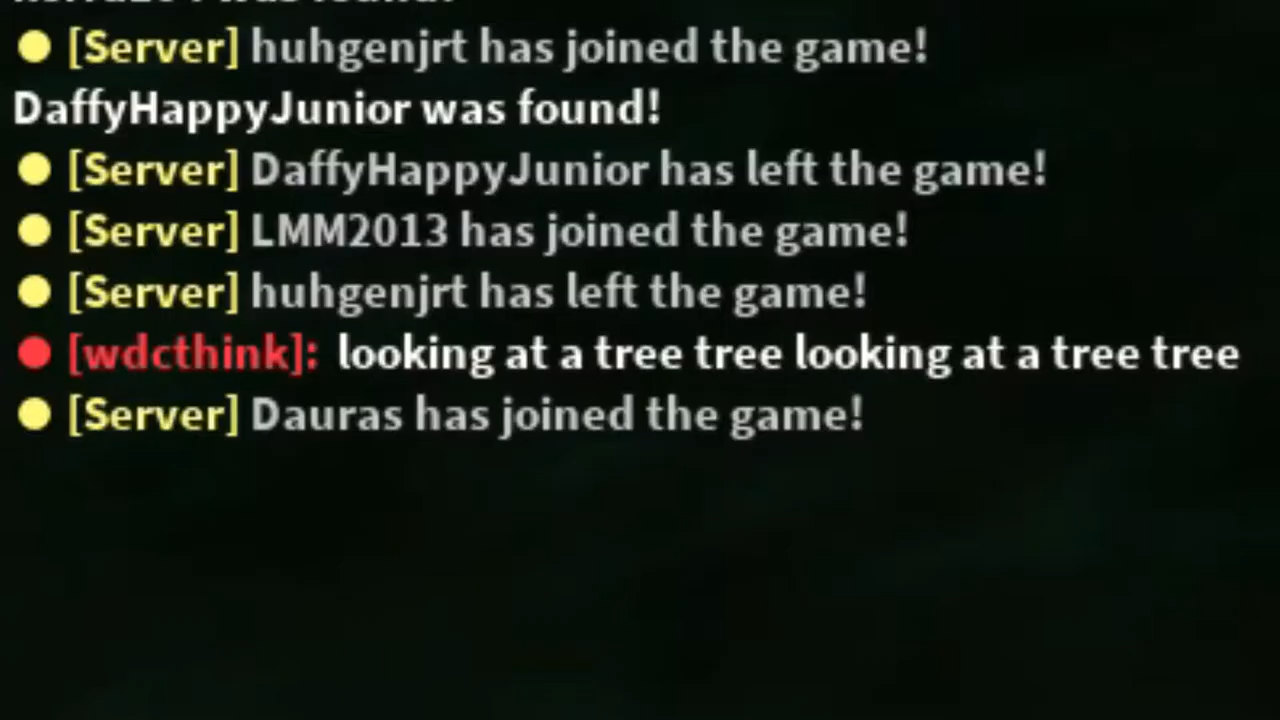 was found!
[Server] huhgenjrt has joined the game!
DaffyHappyJunior was found!
[Server] DaffyHappyJunior has left the game!
[Server] LMM2013 has joined the game!
[Server] huhgenjrt has left the game!
[wdcthink]: looking at a tree tree looking at a tree tree
[Server] Dauras has joined the game!